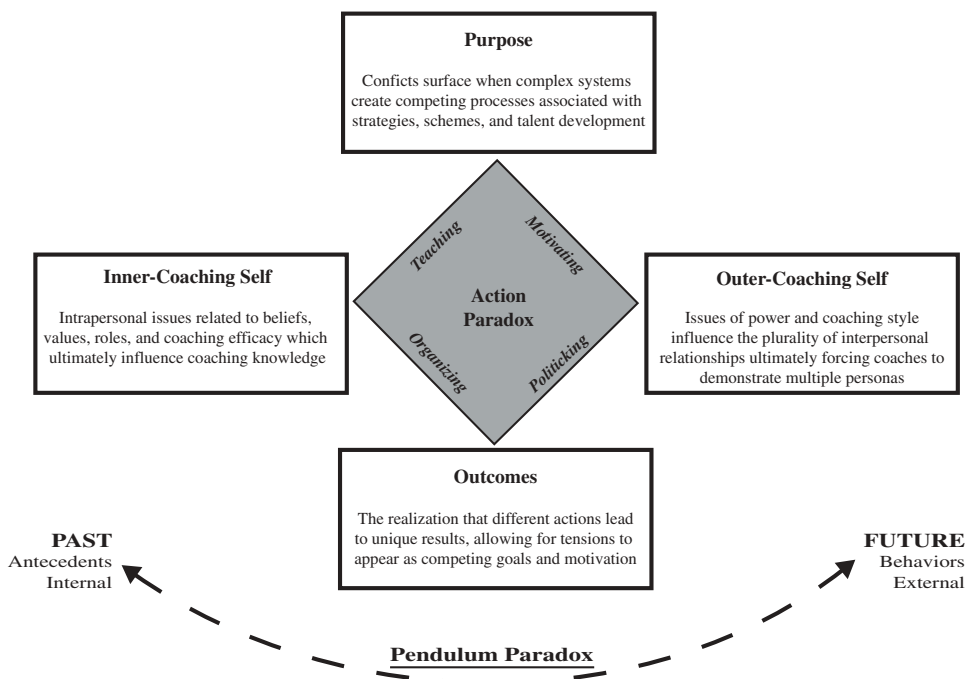 Purpose
Conficts surface when complex systems
create competing processes associated with
strategies, schemes, and talent development
Teaching
Motivating
Inner-Coaching Self
Intrapersonal issues related to beliefs,
values, roles, and coaching efficacy which
ultimately influence coaching knowledge
Action
Paradox
Outer-Coaching Self
Issues of power and coaching style
influence the plurality of interpersonal
relationships ultimately forcing coaches to
demonstrate multiple personas
Organizing
Politicking
Outcomes
The realization that different actions lead
to unique results, allowing for tensions to
appear as competing goals and motivation
PAST
Antecedents
Internal
FUTURE
Behaviors
External
Pendulum Paradox